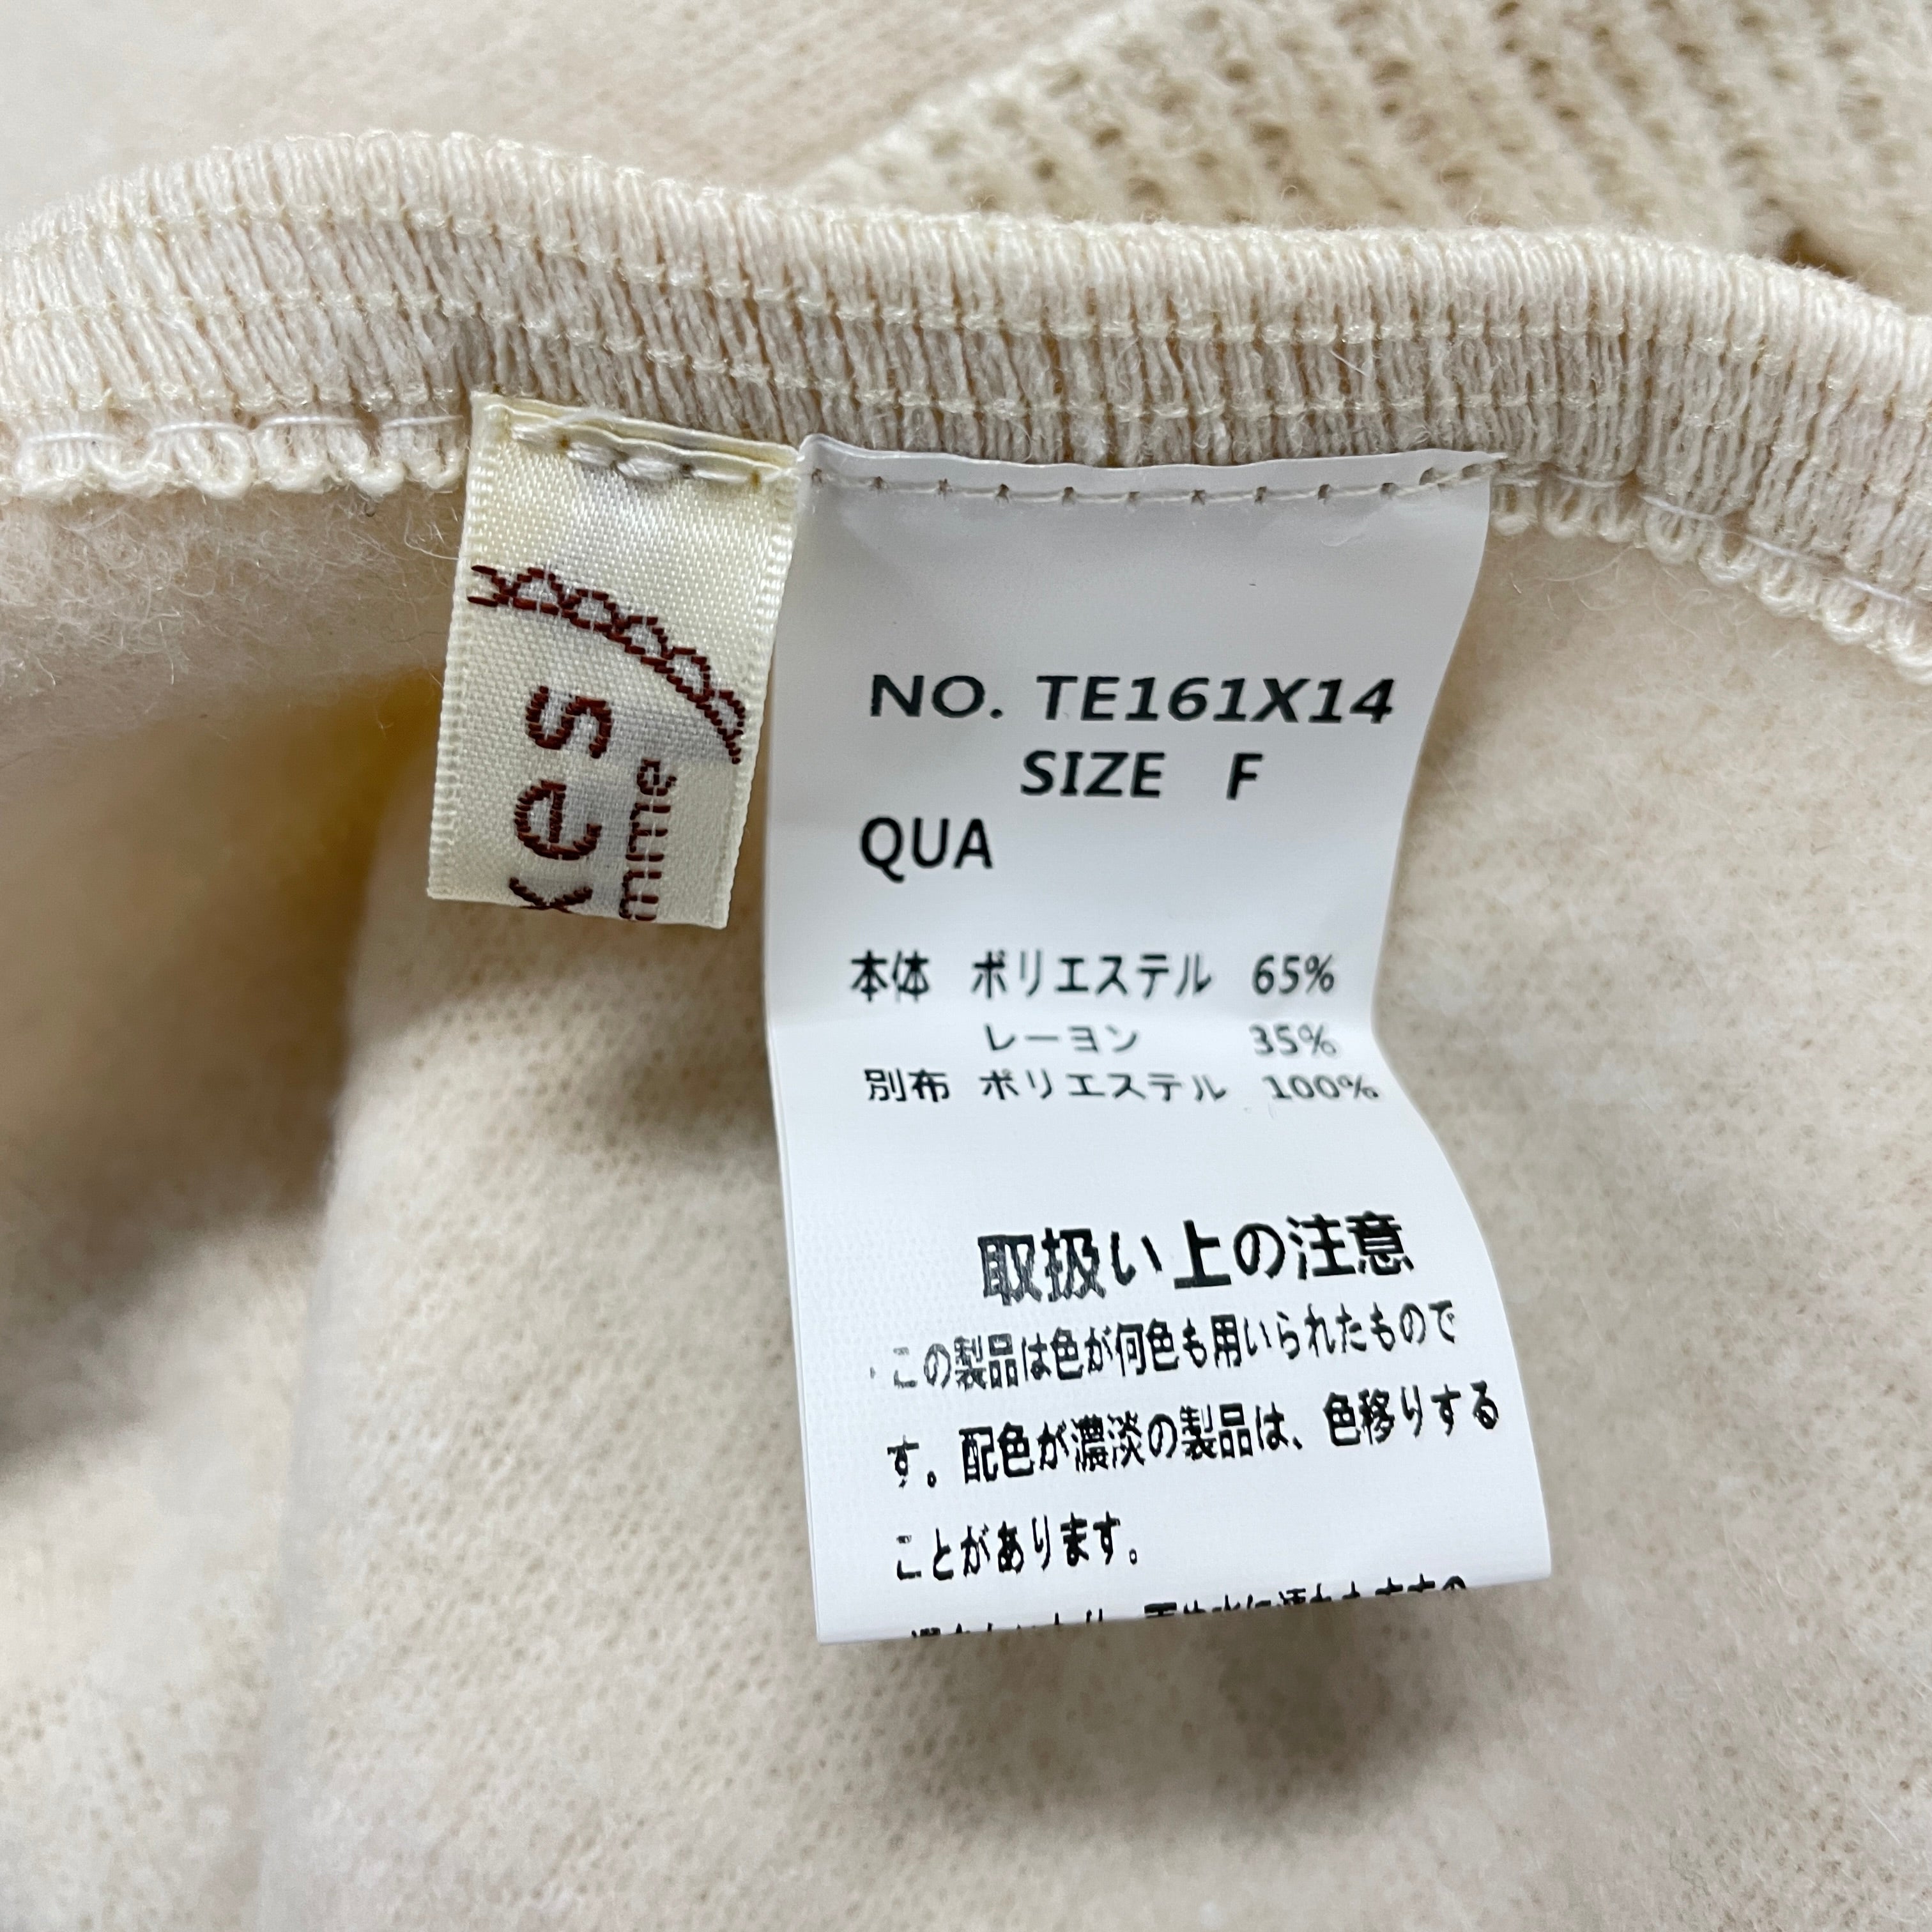 xes
mme
NO. TE161X14
SIZE F
QUA
本体 ポリエステル 65%
レーヨン 35%
別布 ポリエステル 100%
取扱い上の注意
この製品は色が何色も用いられたもので
す。配色が濃淡の製品は、色移りする
ことがあります。